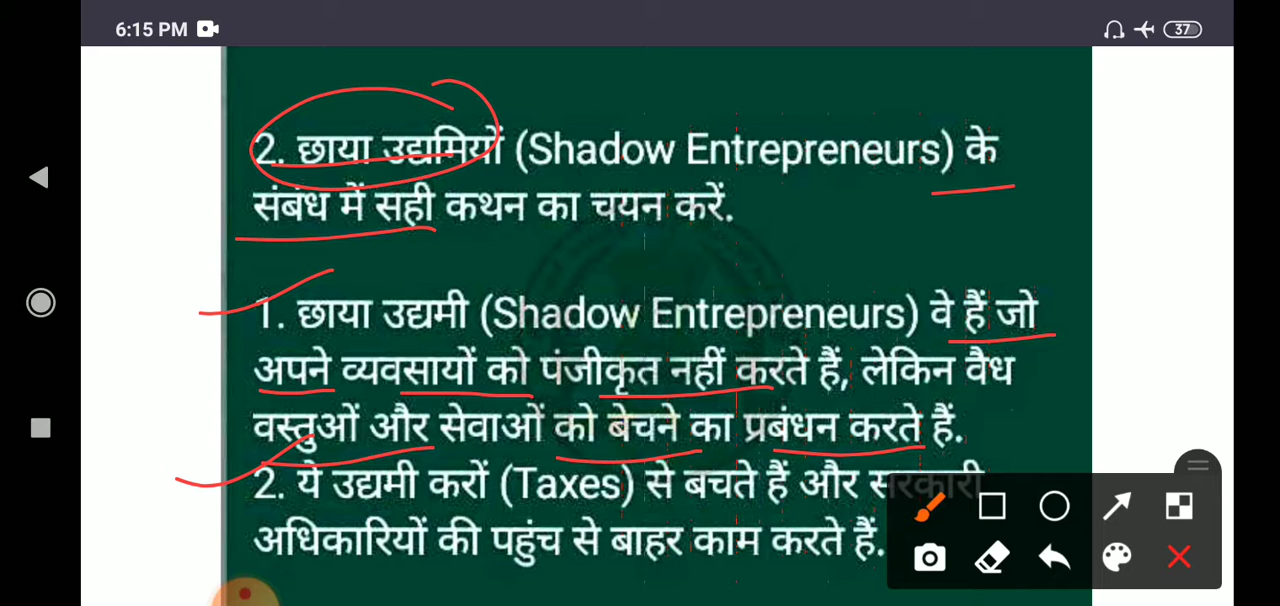 6:15 PM
37
2. छाया उद्यमियों (Shadow Entrepreneurs) के
संबंध में सही कथन का चयन करें.
1. छाया उद्यमी (Shadow Entrepreneurs) वे हैं जो
अपने व्यवसायों को पंजीकृत नहीं करते हैं, लेकिन वैध
वस्तुओं और सेवाओं को बेचने का प्रबंधन करते हैं.
2. ये उद्यमी करों (Taxes) से बचते हैं और सरकारी
अधिकारियों की पहुंच से बाहर काम करते हैं.